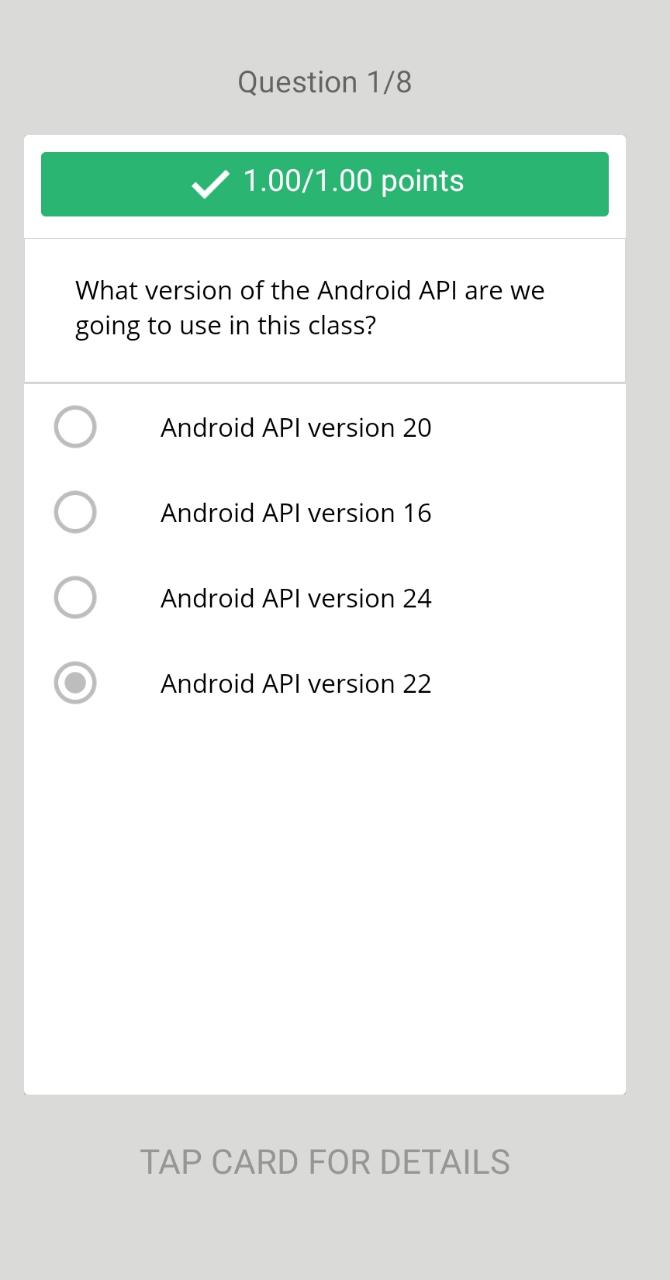 Question 1/8
1.00/1.00 points
What version of the Android API are we
going to use in this class?
Android API version 20
Android API version 16
Android API version 24
Android API version 22
TAP CARD FOR DETAILS